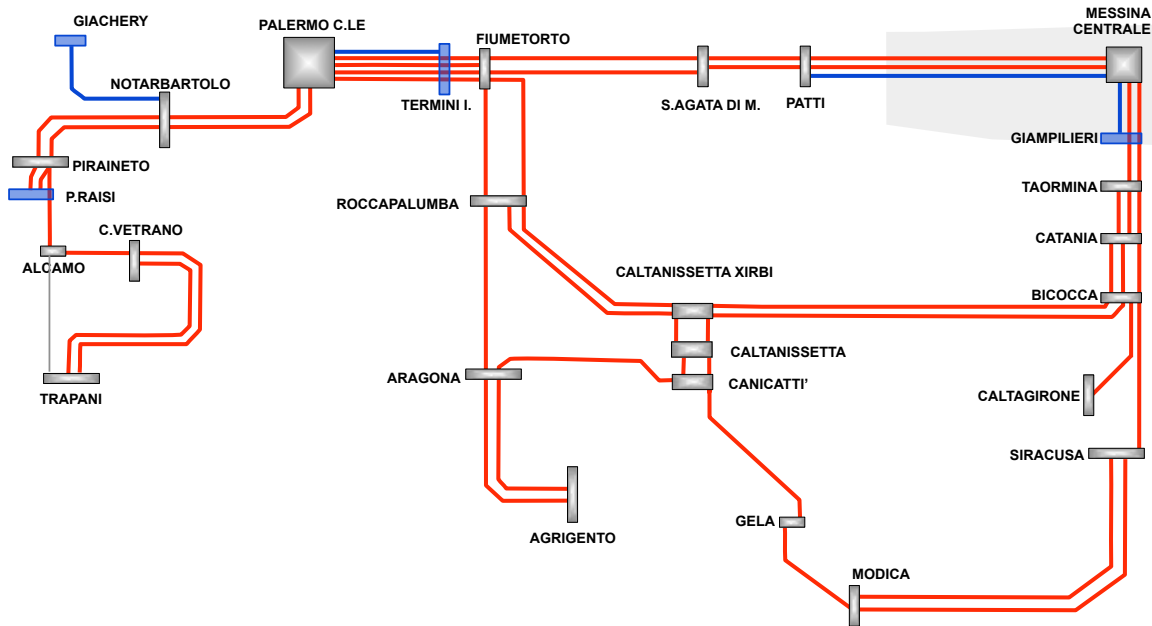 GIACHERY
PALERMO C.LE
MESSINA
CENTRALE
FIUMETORTO
NOTARBARTOLO
TERMINI I.
S.AGATA DI M.
PATTI
GIAMPILIERI
PIRAINETO
P.RAISI
TAORMINA
ROCCAPALUMBA
C.VETRANO
CATANIA
ALCAMO
CALTANISSETTA XIRBI
BICOCCA
CALTANISSETTA
ARAGONA
CANICATTI’
TRAPANI
CALTAGIRONE
SIRACUSA
GELA
AGRIGENTO
MODICA